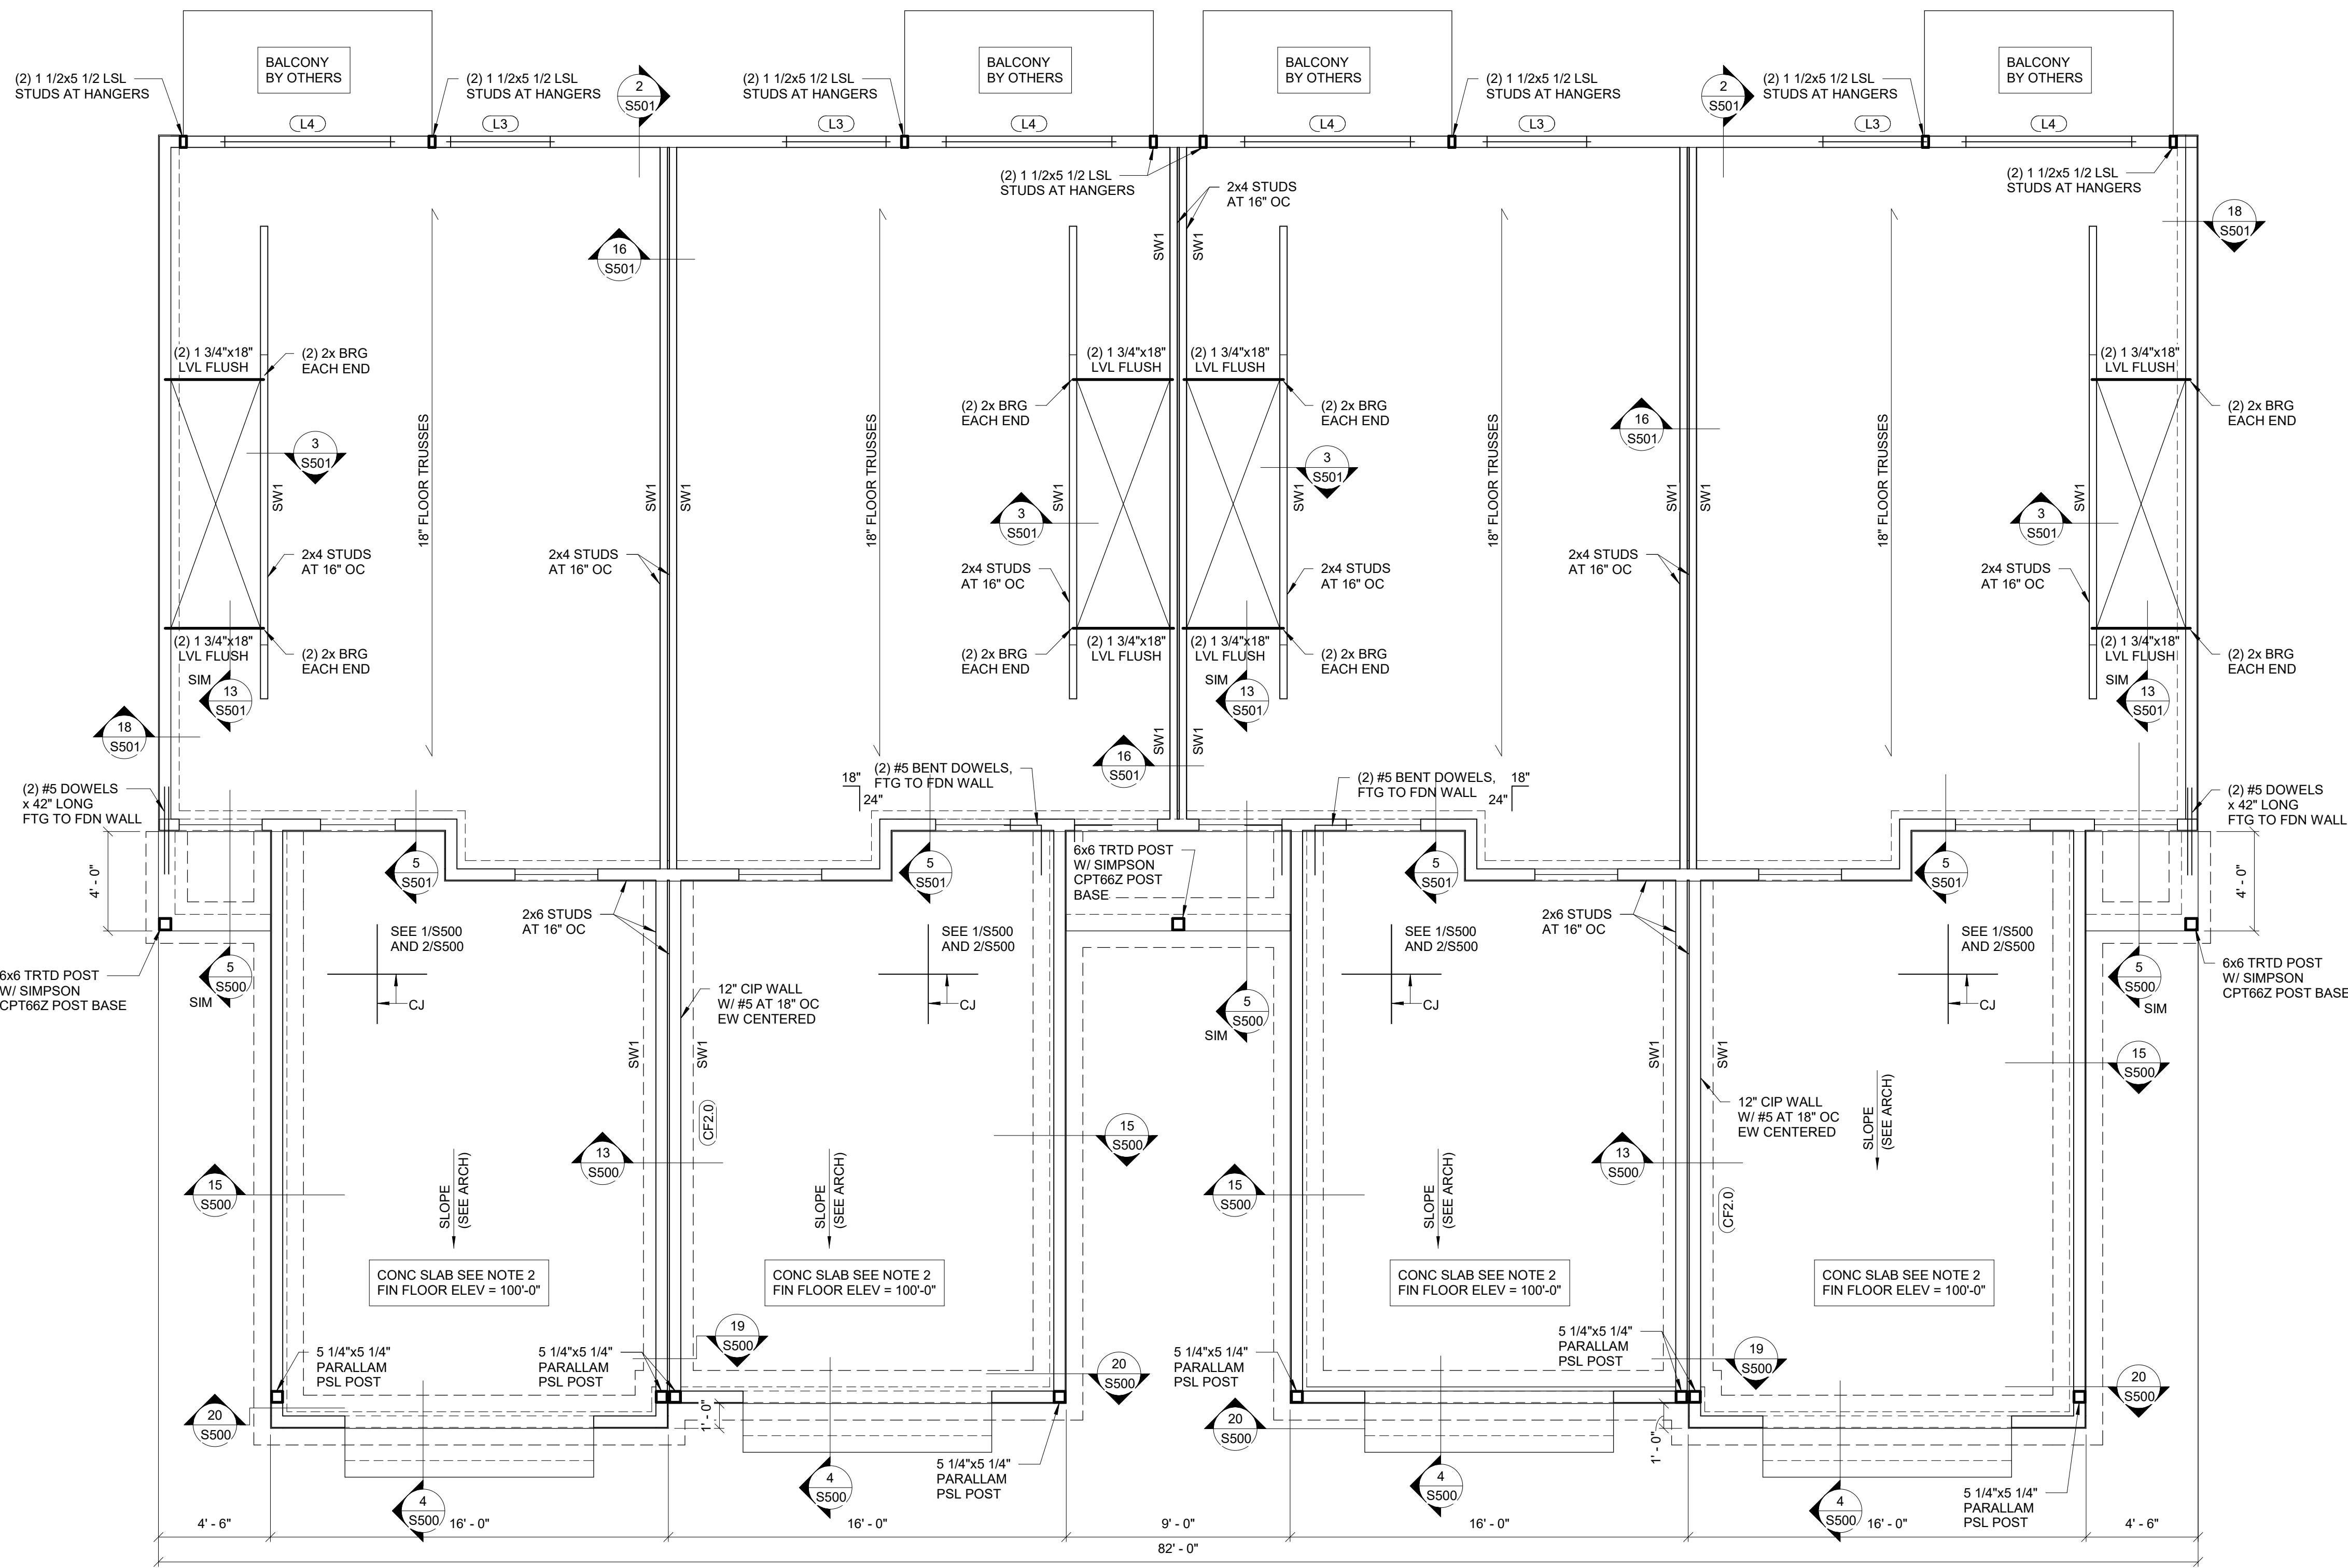 BALCONY
BY OTHERS
BALCONY
BY OTHERS
BALCONY
BY OTHERS
BALCONY
BY OTHERS
(2) 1 1/2x5 1/2 LSL
STUDS AT HANGERS
(2) 1 1/2x5 1/2 LSL
STUDS AT HANGERS
2
S501
(2) 1 1/2x5 1/2 LSL
STUDS AT HANGERS
(2) 1 1/2x5 1/2 LSL
STUDS AT HANGERS
2
S501
(2) 1 1/2x5 1/2 LSL
STUDS AT HANGERS
L4
L3
L3
L4
L4
L3
L3
L4
(2) 1 1/2x5 1/2 LSL
STUDS AT HANGERS
2x4 STUDS
AT 16" OC
(2) 1 1/2x5 1/2 LSL
STUDS AT HANGERS
16
S501
SW1
SW1
18
S501
(2) 1 3/4"x18"
LVL FLUSH
(2) 2x BRG
EACH END
(2) 1 3/4"x18"
LVL FLUSH
(2) 1 3/4"x18"
LVL FLUSH
(2) 1 3/4"x18"
LVL FLUSH
(2) 2x BRG
EACH END
(2) 2x BRG
EACH END
(2) 2x BRG
EACH END
16
S501
3
S501
3
S501
3
S501
3
S501
18" FLOOR TRUSSES
18" FLOOR TRUSSES
18" FLOOR TRUSSES
18" FLOOR TRUSSES
SW1
SW1
SW1
SW1
SW1
SW1
SW1
SW1
2x4 STUDS
AT 16" OC
2x4 STUDS
AT 16" OC
2x4 STUDS
AT 16" OC
2x4 STUDS
AT 16" OC
2x4 STUDS
AT 16" OC
2x4 STUDS
AT 16" OC
(2) 1 3/4"x18"
LVL FLUSH
(2) 2x BRG
EACH END
(2) 2x BRG
EACH END
(2) 1 3/4"x18"
LVL FLUSH
(2) 1 3/4"x18"
LVL FLUSH
(2) 2x BRG
EACH END
(2) 1 3/4"x18"
LVL FLUSH
(2) 2x BRG
EACH END
SIM
13
S501
SIM
13
S501
SIM
13
S501
18
S501
16
S501
SW1
SW1
(2) #5 DOWELS
x 42" LONG
FTG TO FDN WALL
18"
24"
(2) #5 BENT DOWELS,
FTG TO FDN WALL
(2) #5 BENT DOWELS,
FTG TO FDN WALL
18"
24"
(2) #5 DOWELS
x 42" LONG
FTG TO FDN WALL
4' - 0"
5
S501
5
S501
6x6 TRTD POST
W/ SIMPSON
CPT66Z POST
BASE
5
S501
5
S501
4' - 0"
2x6 STUDS
AT 16" OC
2x6 STUDS
AT 16" OC
SEE 1/S500
AND 2/S500
SEE 1/S500
AND 2/S500
SEE 1/S500
AND 2/S500
SEE 1/S500
AND 2/S500
6x6 TRTD POST
W/ SIMPSON
CPT66Z POST BASE
5
S500
SIM
CJ
CJ
5
S500
SIM
CJ
CJ
5
S500
SIM
6x6 TRTD POST
W/ SIMPSON
CPT66Z POST BASE
12" CIP WALL
W/ #5 AT 18" OC
EW CENTERED
12" CIP WALL
W/ #5 AT 18" OC
EW CENTERED
SW1
SW1
SW1
SW1
CF2.0
CF2.0
15
S500
15
S500
15
S500
15
S500
13
S500
13
S500
SLOPE
(SEE ARCH)
SLOPE
(SEE ARCH)
SLOPE
(SEE ARCH)
SLOPE
(SEE ARCH)
CONC SLAB SEE NOTE 2
FIN FLOOR ELEV = 100'-0"
CONC SLAB SEE NOTE 2
FIN FLOOR ELEV = 100'-0"
CONC SLAB SEE NOTE 2
FIN FLOOR ELEV = 100'-0"
CONC SLAB SEE NOTE 2
FIN FLOOR ELEV = 100'-0"
5 1/4"x5 1/4"
PARALLAM
PSL POST
5 1/4"x5 1/4"
PARALLAM
PSL POST
19
S500
5 1/4"x5 1/4"
PARALLAM
PSL POST
5 1/4"x5 1/4"
PARALLAM
PSL POST
19
S500
20
S500
20
S500
20
S500
20
S500
1' - 0"
1' - 0"
4
S500
4
S500
5 1/4"x5 1/4"
PARALLAM
PSL POST
4
S500
4
S500
5 1/4"x5 1/4"
PARALLAM
PSL POST
4' - 6"
16' - 0"
16' - 0"
9' - 0"
16' - 0"
16' - 0"
4' - 6"
82' - 0"